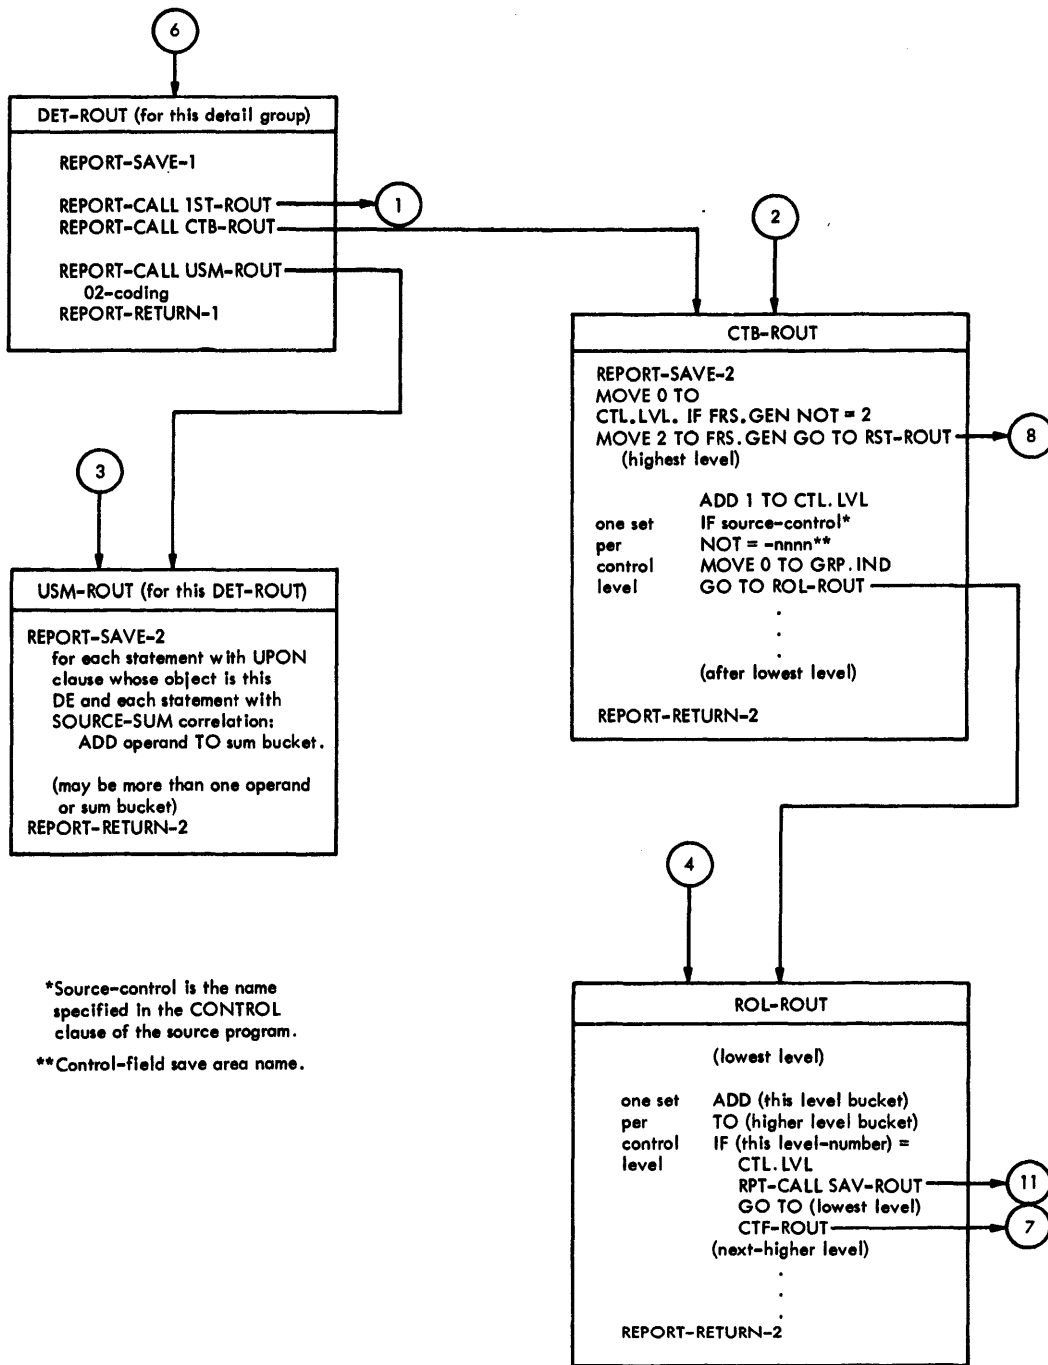 6
DET-ROUT (for this detail group)
REPORT-SAVE-1
REPORT-CALL 1ST-ROUT
1
REPORT-CALL CTB-ROUT
REPORT-CALL USM-ROUT
02-coding
REPORT-RETURN-1
2
CTB-ROUT
REPORT-SAVE-2
MOVE 0 TO
CTL.LVL. IF FRS.GEN NOT = 2
MOVE 2 TO FRS.GEN GO TO RST-ROUT
8
(highest level)
ADD 1 TO CTL.LVL
one set IF source-control*
per NOT = -nnnn**
control MOVE 0 TO GRP.IND
level GO TO ROL-ROUT
.
.
.
(after lowest level)
REPORT-RETURN-2
3
USM-ROUT (for this DET-ROUT)
REPORT-SAVE-2
for each statement with UPON
clause whose object is this
DE and each statement with
SOURCE-SUM correlation:
ADD operand TO sum bucket.
(may be more than one operand
or sum bucket)
REPORT-RETURN-2
4
ROL-ROUT
(lowest level)
one set ADD (this level bucket)
per TO (higher level bucket)
control IF (this level-number) =
level CTL.LVL
RPT-CALL SAV-ROUT
11
GO TO (lowest level)
CTF-ROUT
7
(next-higher level)
.
.
.
REPORT-RETURN-2
*Source-control is the name
specified in the CONTROL
clause of the source program.
**Control-field save area name.